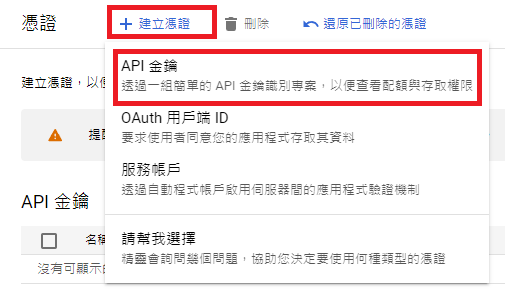 憑證
建立憑證
刪除
還原已刪除的憑證
API 金鑰
透過一組簡單的 API 金鑰識別專案，以便查看配額與存取權限
建立憑證，以便
OAuth 用戶端 ID
要求使用者同意您的應用程式存取其資料
提醒
服務帳戶
透過自動程式帳戶啟用伺服器間的應用程式驗證機制
API 金鑰
請幫我選擇
名稱
精靈會詢問幾個問題，協助您決定要使用何種類型的憑證
沒有可顯示的